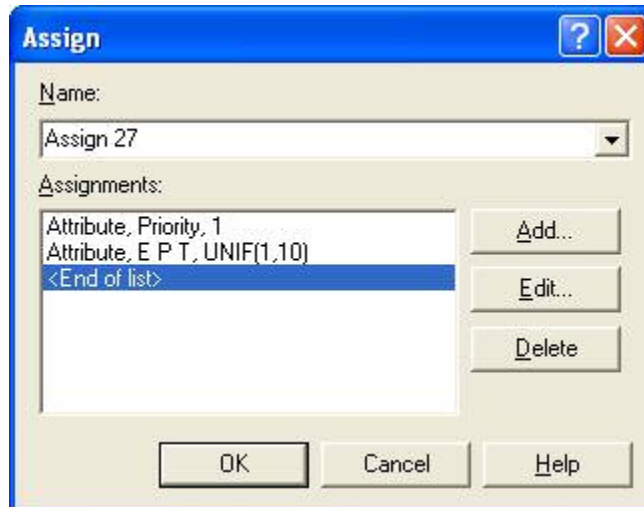 Assign
Name:
Assign 27
Assignments:
Attribute, Priority, 1
Attribute, E P T, UNIF(1,10)
<End of list>
Add...
Edit...
Delete
OK Cancel Help